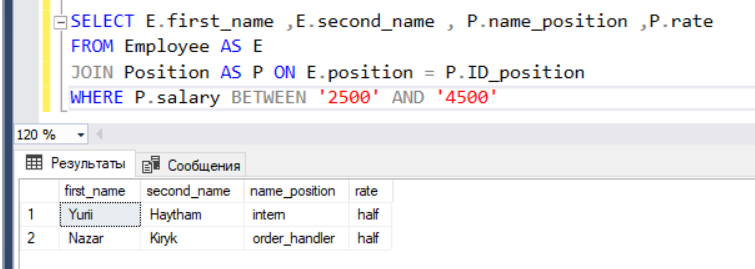 SELECT E.first_name ,E.second_name , P.name_position ,P.rate
FROM Employee AS E
JOIN Position AS P ON E.position = P.ID_position
WHERE P.salary BETWEEN '2500' AND '4500'
120 %
Результаты Сообщения
first_name second_name name_position rate
1 Yurii Haytham intern half
2 Nazar Kiryk order_handler half